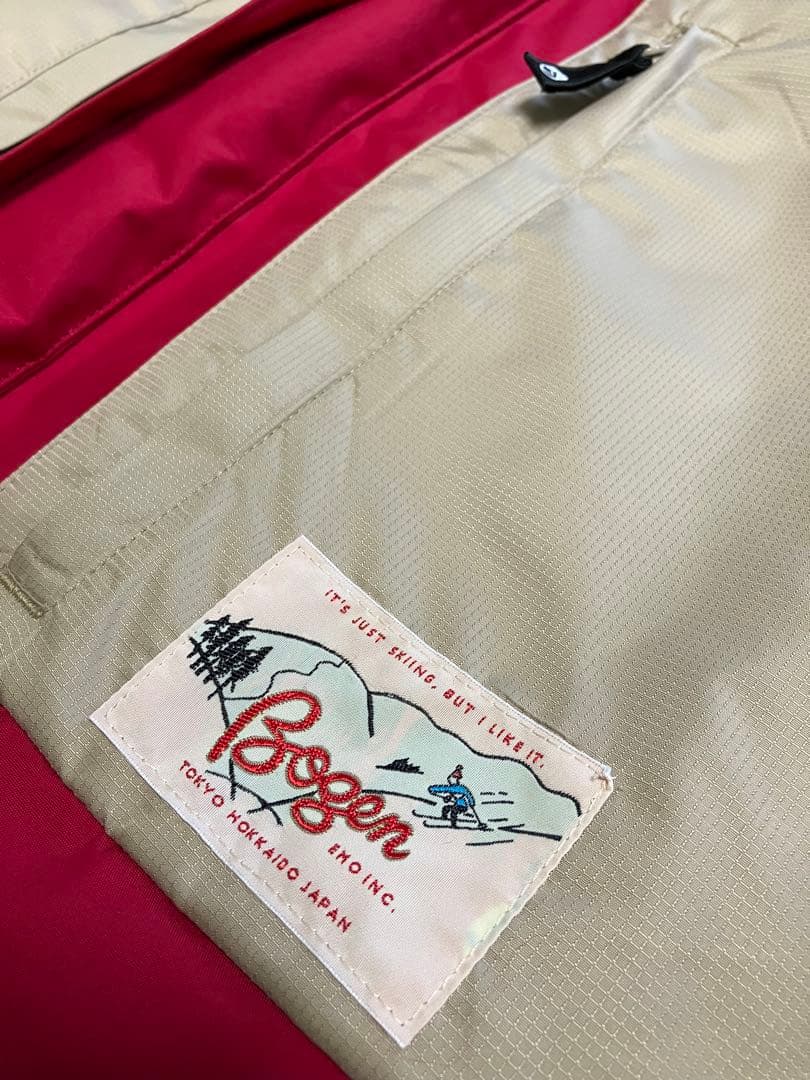 IT'S JUST SKIING, BUT I LIKE IT.
Bogen
EMO INC.
TOKYO HOKKAIDO JAPAN